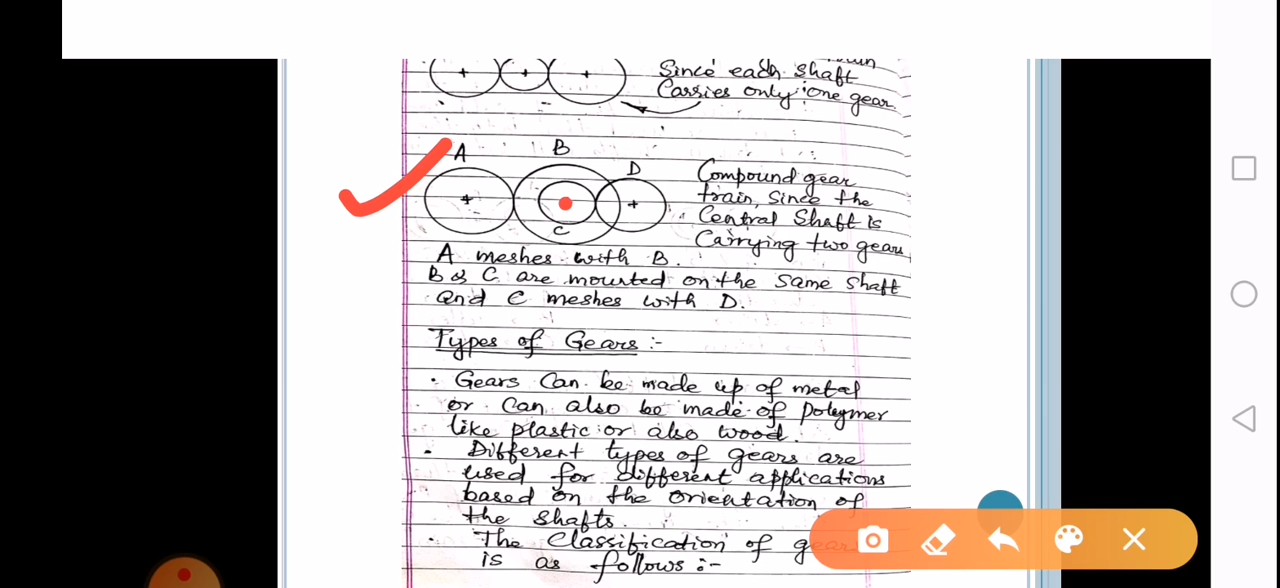 Since each shaft
Carries only one gear.
A
B
D
C
Compound gear
train, since the
Central Shaft is
Carrying two gears
A meshes with B.
B & C are mounted on the same shaft
and C meshes with D.
Types of Gears :-
• Gears Can be made up of metal
or can also be made of polymer
like plastic or also wood.
• Different types of gears are
used for different applications
based on the orientation of
the shafts.
• The Classification of gear
is as follows :-